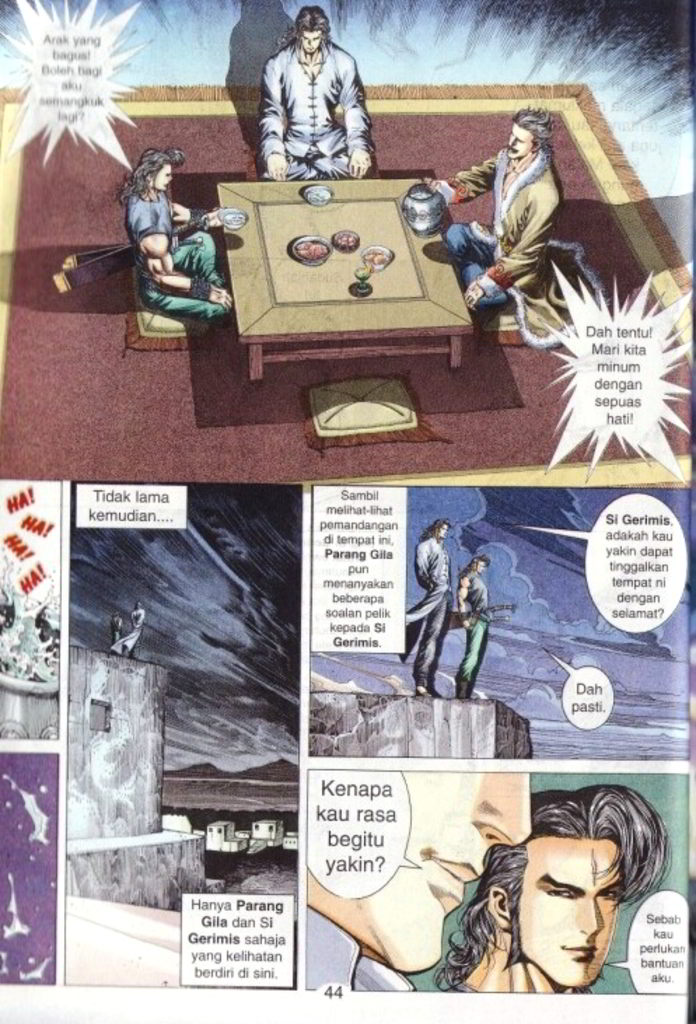 Arak yang
bagus!
Boleh bagi
aku
semangkuk
lagi?
Dah tentu!
Mari kita
minum
dengan
sepuas
hati!
HA!
HA!
HA!
HA!
Tidak lama
kemudian....
Hanya Parang
Gila dan Si
Gerimis sahaja
yang kelihatan
berdiri di sini.
Sambil
melihat-lihat
pemandangan
di tempat ini,
Parang Gila
pun
menanyakan
beberapa
soalan pelik
kepada Si
Gerimis.
Si Gerimis,
adakah kau
yakin dapat
tinggalkan
tempat ni
dengan
selamat?
Dah
pasti.
Kenapa
kau rasa
begitu
yakin?
Sebab
kau
perlukan
bantuan
aku.
44